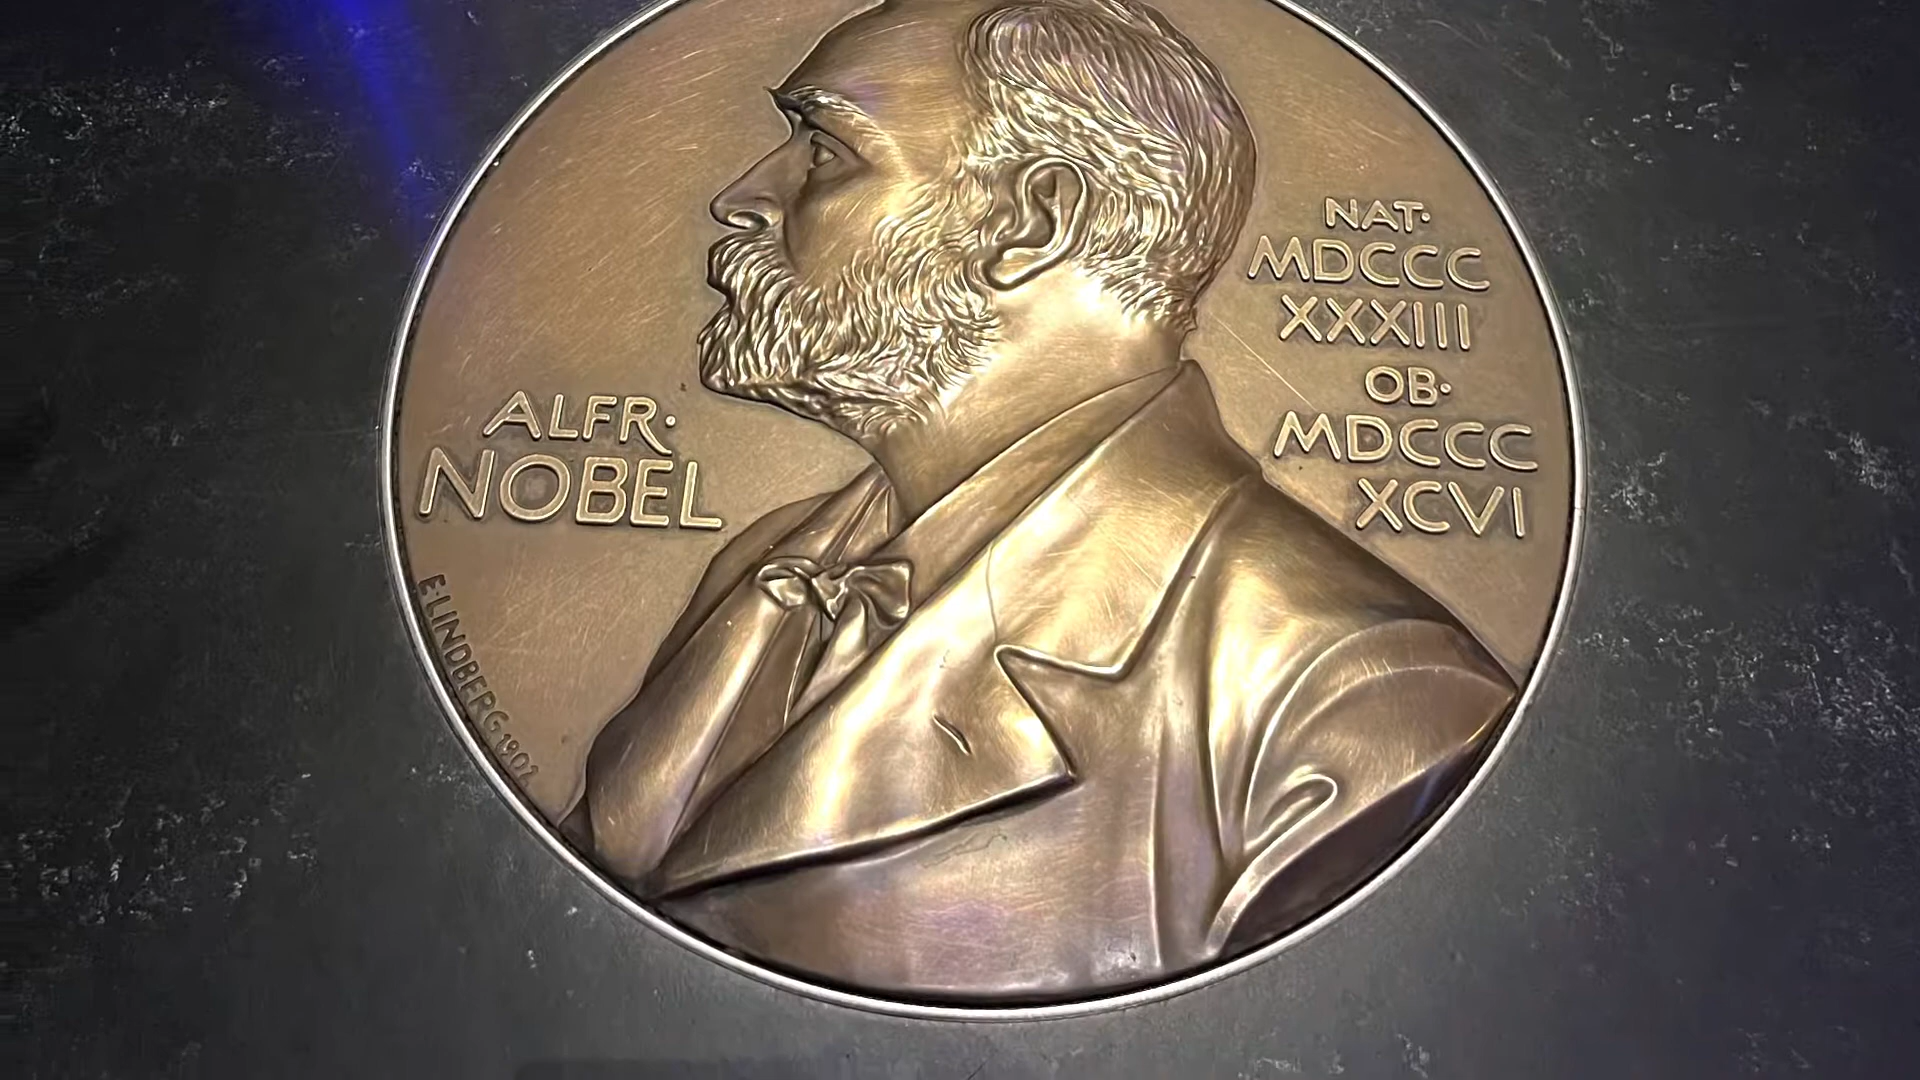 ALFR·
NOBEL
NAT·
MDCCC
XXXIII
OB·
MDCCC
XCVI
E·LINDBERG 1902